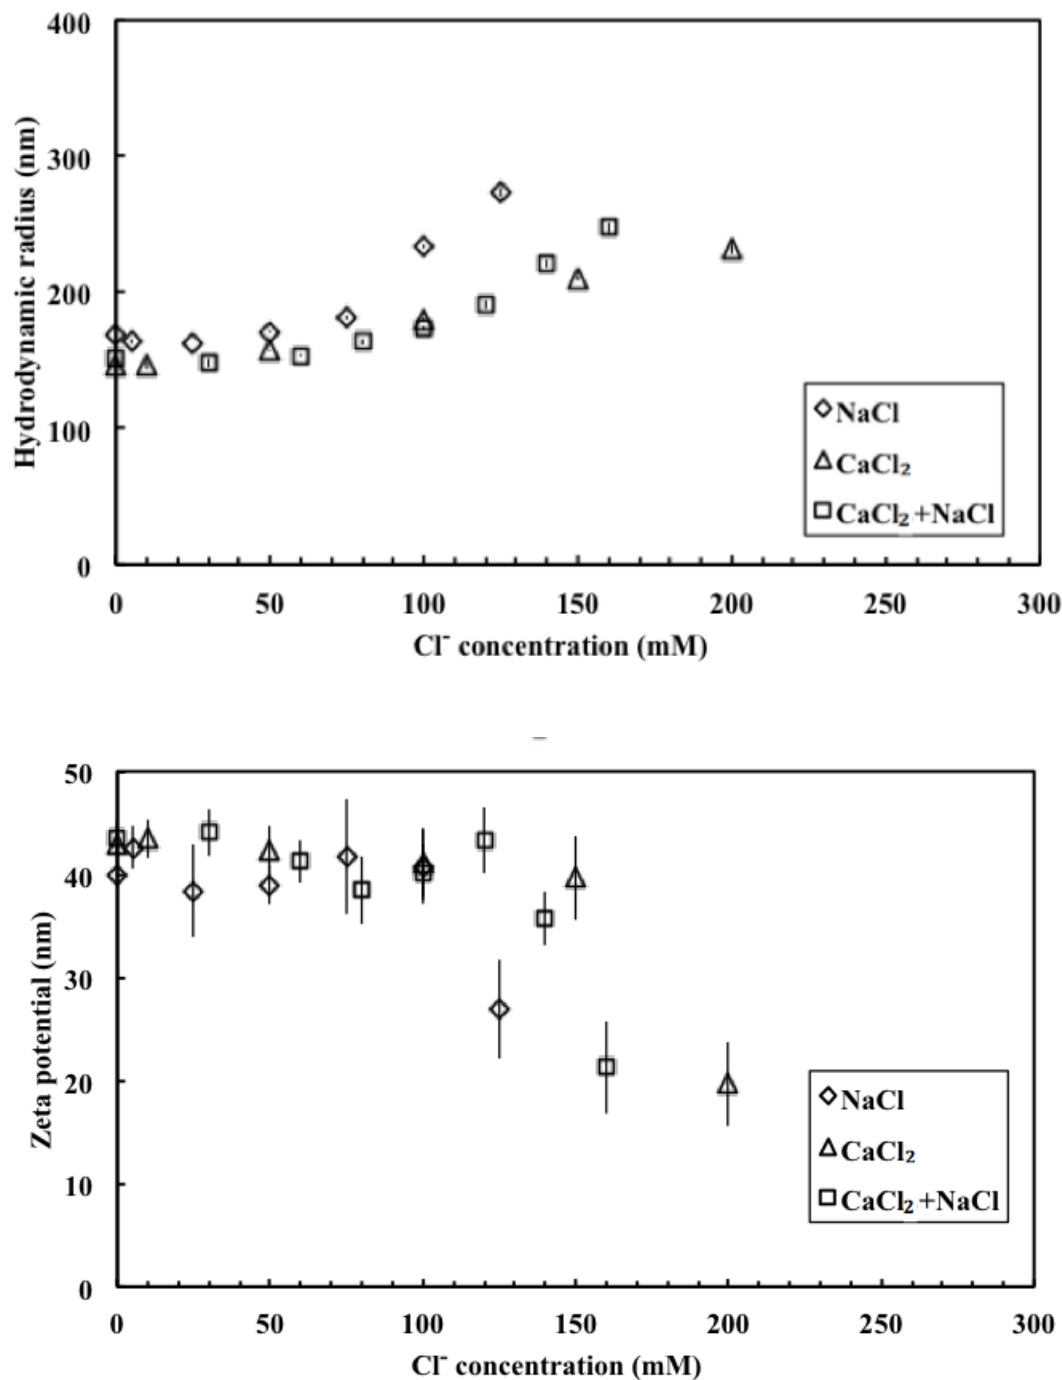 400
300
200
100
0
Hydrodynamic radius (nm)
NaCl
CaCl₂
CaCl₂+NaCl
0 50 100 150 200 250 300
Cl⁻ concentration (mM)
50
40
30
20
10
0
Zeta potential (nm)
NaCl
CaCl₂
CaCl₂+NaCl
0 50 100 150 200 250 300
Cl⁻ concentration (mM)